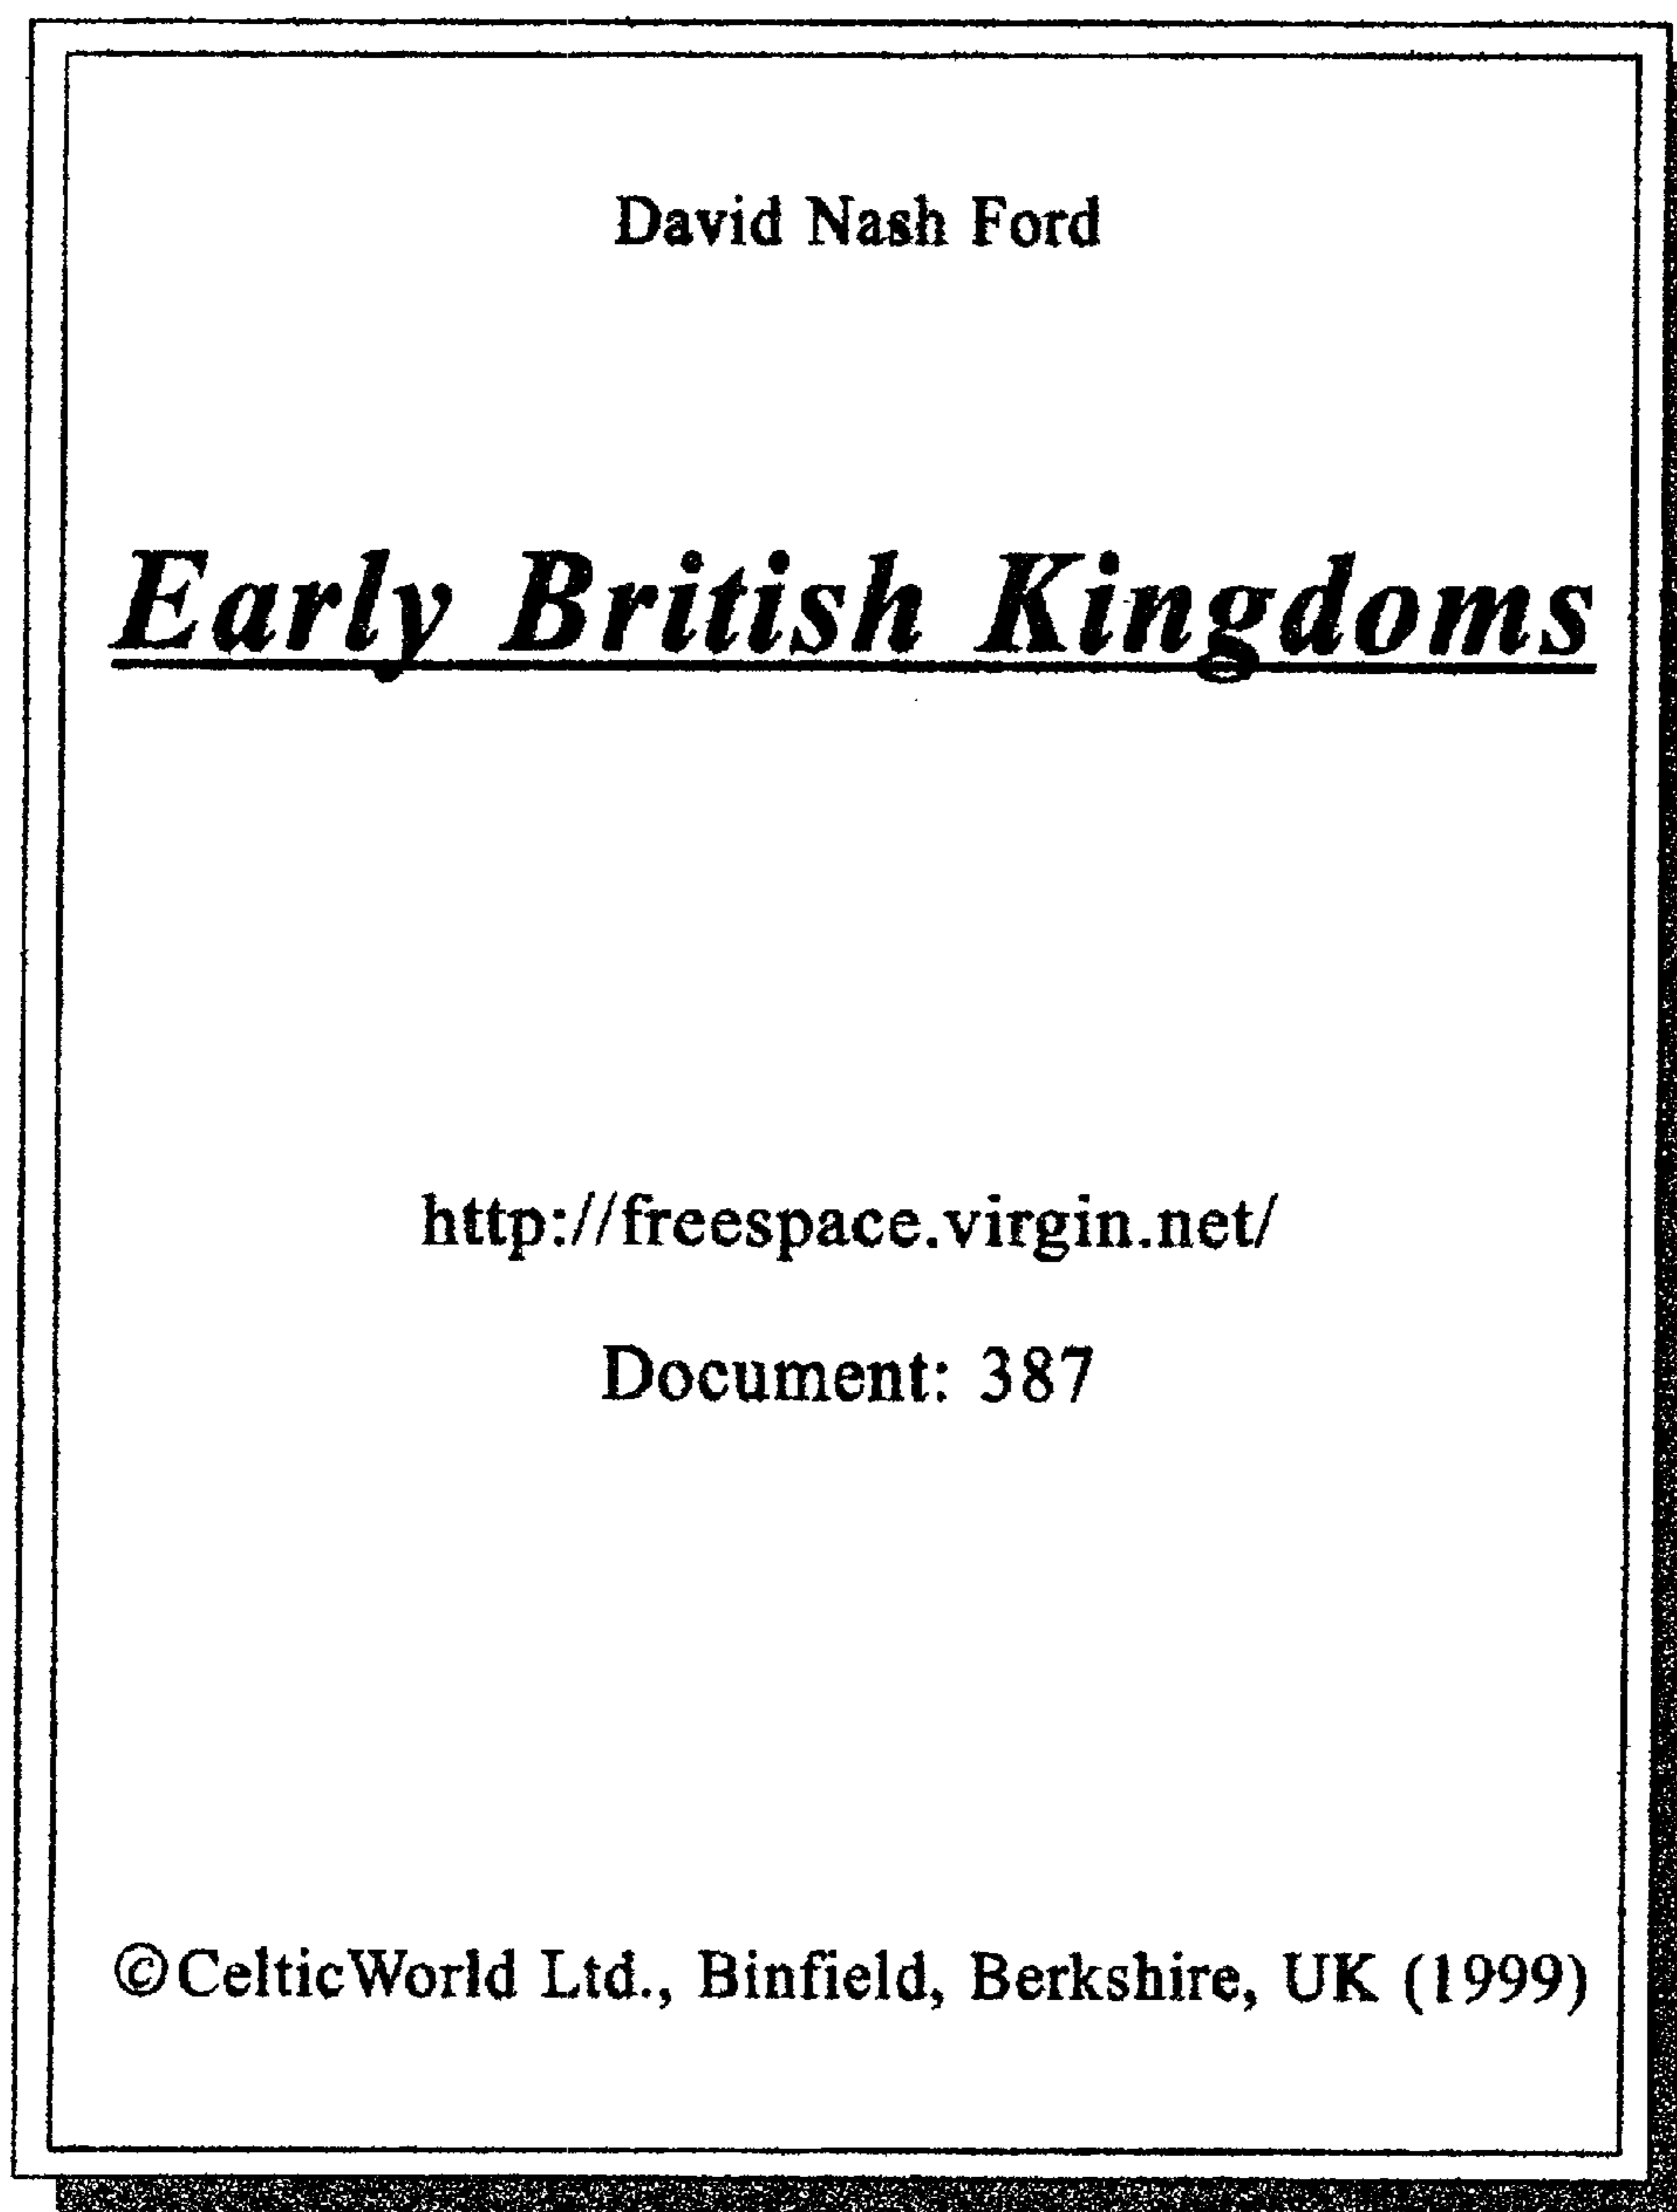 David Nash Ford
Early British Kingdoms
http://freespace.virgin.net/
Document: 387
©CelticWorld Ltd., Binfield, Berkshire, UK (1999)